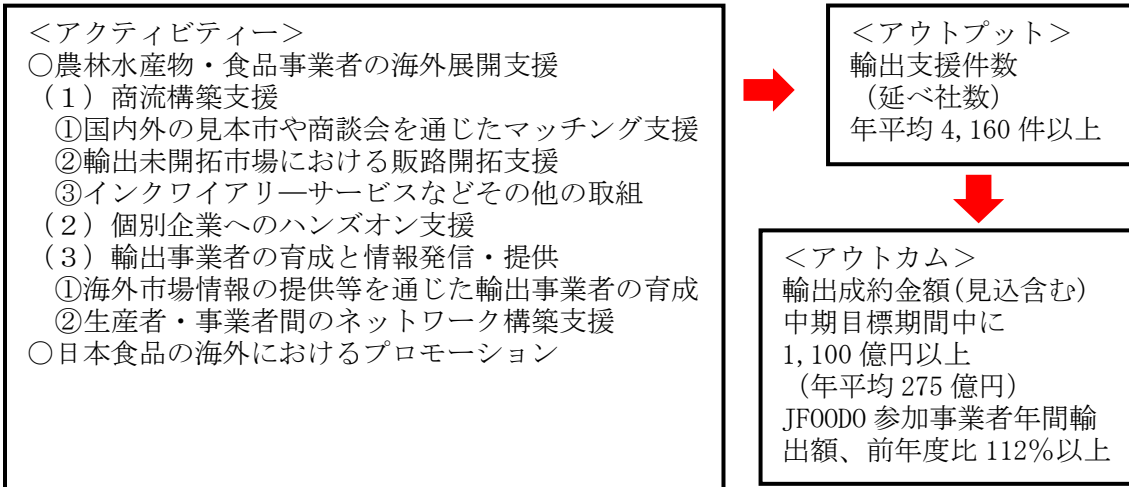 ＜アクティビティー＞
○農林水産物・食品事業者の海外展開支援
（１）商流構築支援
①国内外の見本市や商談会を通じたマッチング支援
②輸出未開拓市場における販路開拓支援
③インクワイアリ―サービスなどその他の取組
（２）個別企業へのハンズオン支援
（３）輸出事業者の育成と情報発信・提供
①海外市場情報の提供等を通じた輸出事業者の育成
②生産者・事業者間のネットワーク構築支援
○日本食品の海外におけるプロモーション
＜アウトプット＞
輸出支援件数
（延べ社数）
年平均 4,160 件以上
＜アウトカム＞
輸出成約金額(見込含む)
中期目標期間中に
1,100 億円以上
（年平均 275 億円）
JFOODO 参加事業者年間輸
出額、前年度比 112％以上